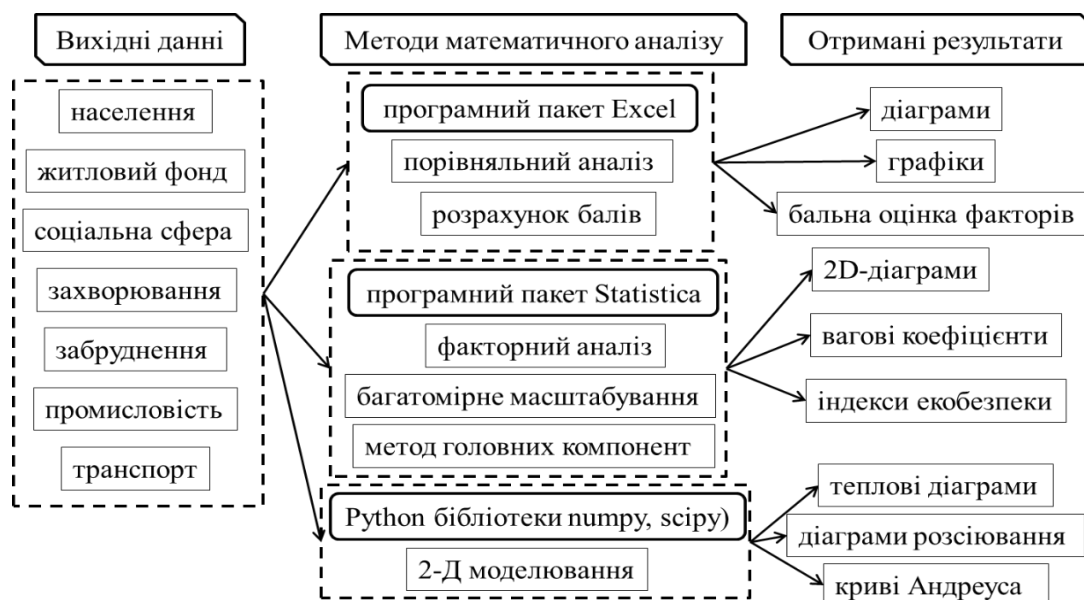 Вихідні данні
населення
житловий фонд
соціальна сфера
захворювання
забруднення
промисловість
транспорт
Методи математичного аналізу
програмний пакет Excel
порівняльний аналіз
розрахунок балів
програмний пакет Statistica
факторний аналіз
багатомірне масштабування
метод головних компонент
Python бібліотеки numpy, scipy)
2-Д моделювання
Отримані результати
діаграми
графіки
бальна оцінка факторів
2D-діаграми
вагові коефіцієнти
індекси екобезпеки
теплові діаграми
діаграми розсіювання
криві Андреуса